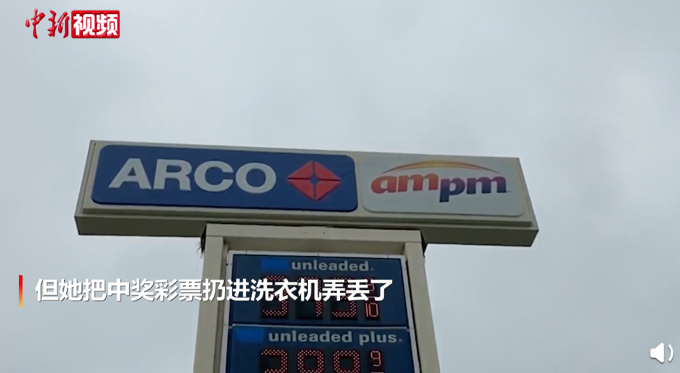 中新视频
ARCO ampm
unleaded
但她把中奖彩票扔进洗衣机弄丢了
unleaded plus